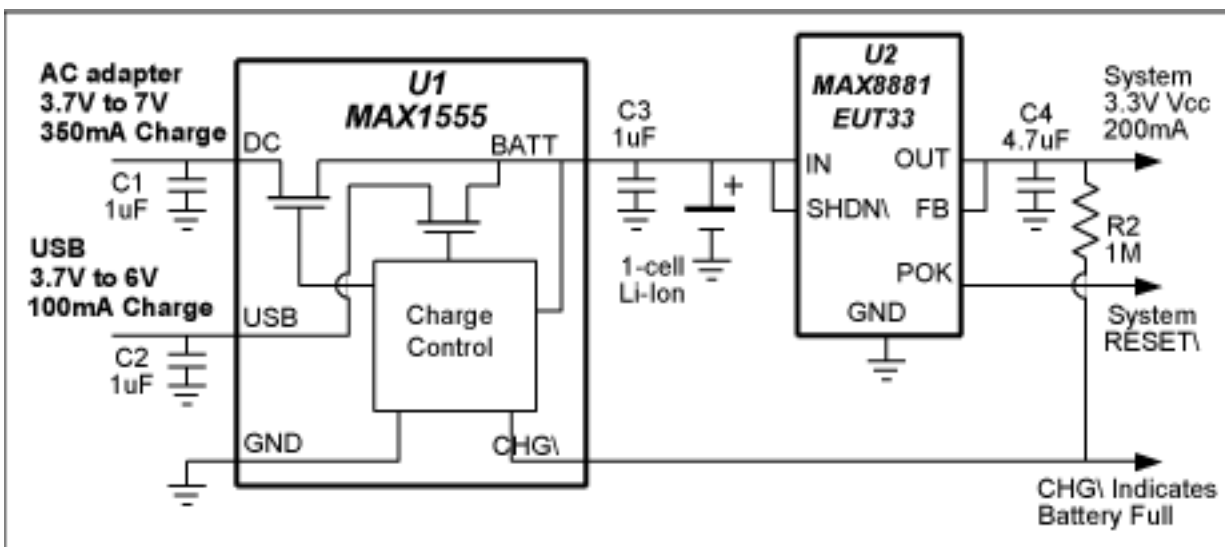 AC adapter
3.7V to 7V
350mA Charge
C1
1uF
USB
3.7V to 6V
100mA Charge
C2
1uF
U1
MAX1555
DC
BATT
USB
Charge
Control
GND
CHG\
C3
1uF
+
1-cell
Li-Ion
U2
MAX8881
EUT33
IN
OUT
SHDN\
FB
POK
GND
C4
4.7uF
System
3.3V Vcc
200mA
R2
1M
System
RESET\
CHG\ Indicates
Battery Full